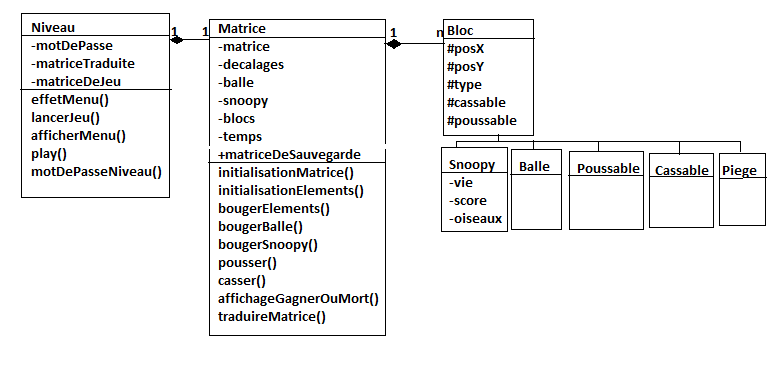 Niveau
-motDePasse
-matriceTraduite
-matriceDeJeu
effetMenu()
lancerJeu()
afficherMenu()
play()
motDePasseNiveau()
1
1
Matrice
-matrice
-decalages
-balle
-snoopy
-blocs
-temps
+matriceDeSauvegarde
initialisationMatrice()
initialisationElements()
bougerElements()
bougerBalle()
bougerSnoopy()
pousser()
casser()
affichageGagnerOuMort()
traduireMatrice()
1
n
Bloc
#posX
#posY
#type
#cassable
#poussable
Snoopy
-vie
-score
-oiseaux
Balle
Poussable
Cassable
Piege